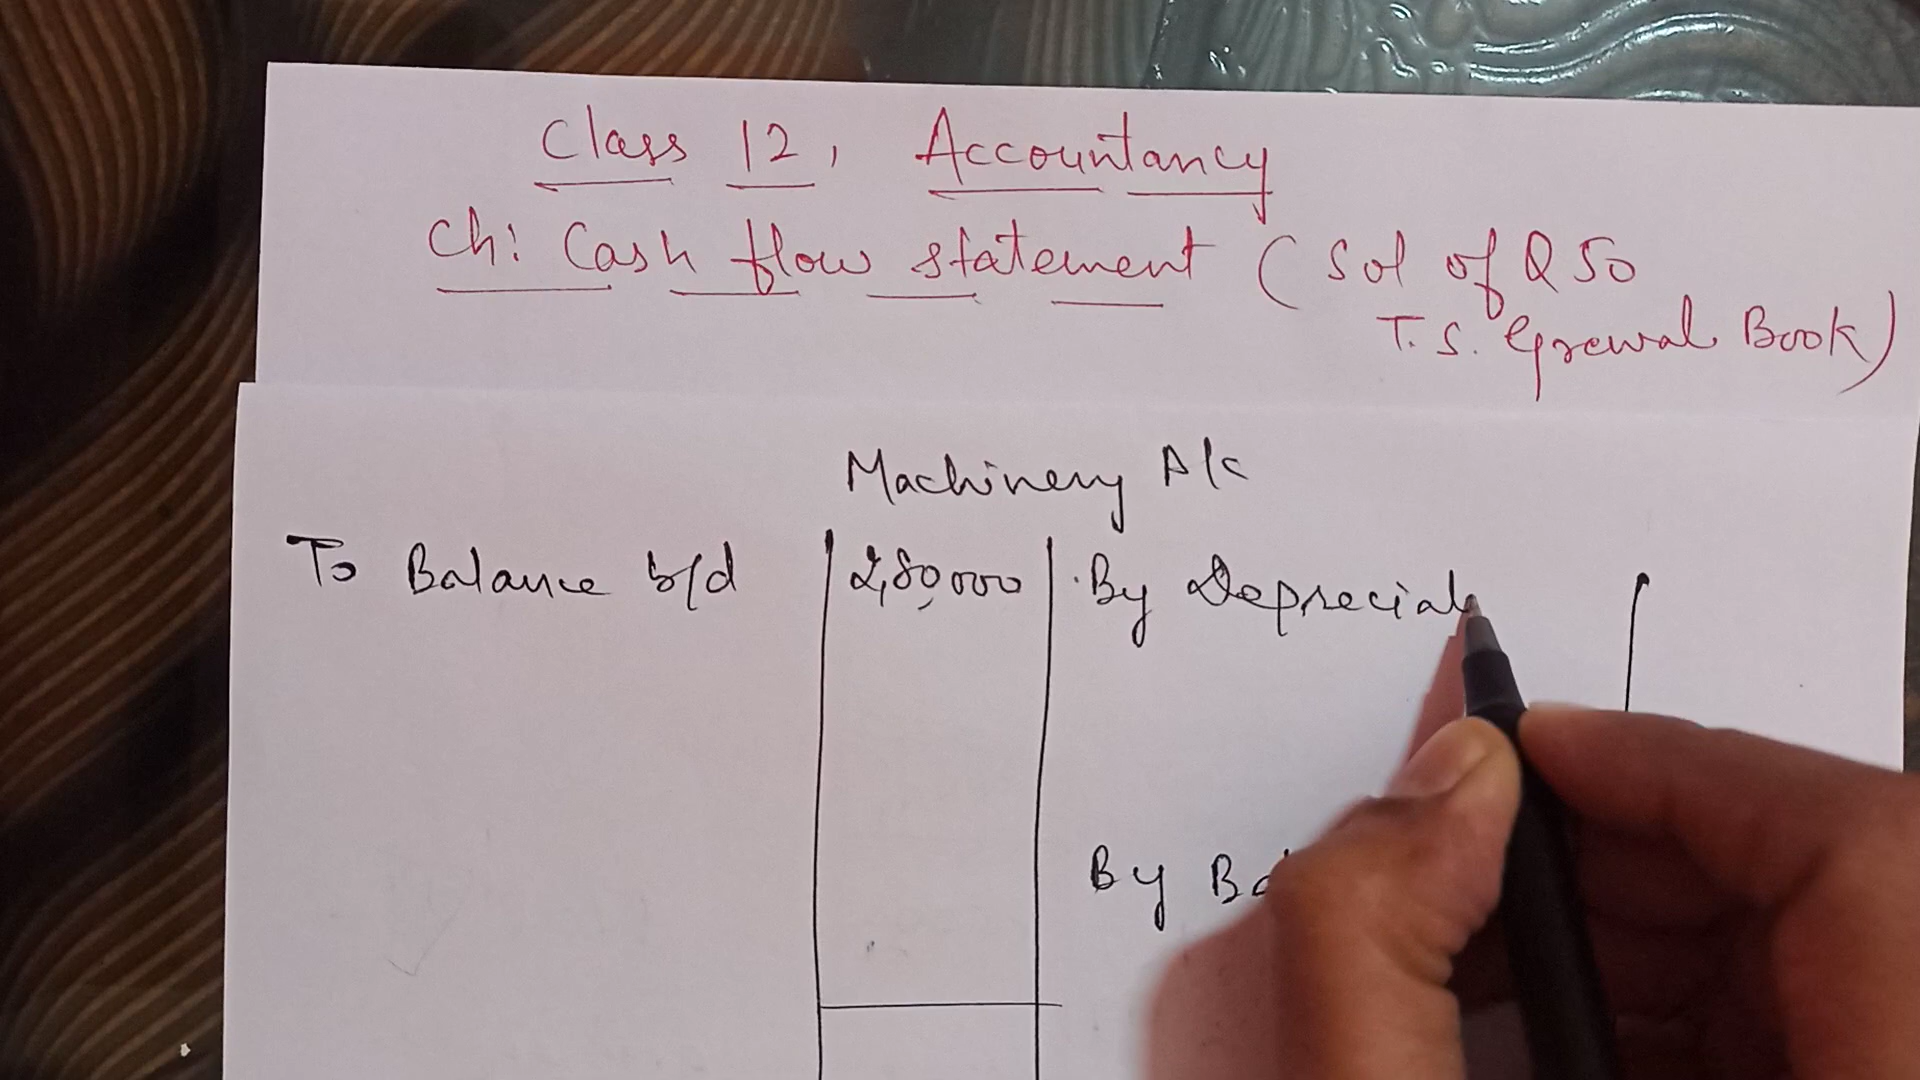 Class 12, Accountancy
Ch: Cash flow statement (Sol of Q 50
T. S. Grewal Book)
Machinery A/c
To Balance b/d 2,80,000 By Depreciat
By Ba